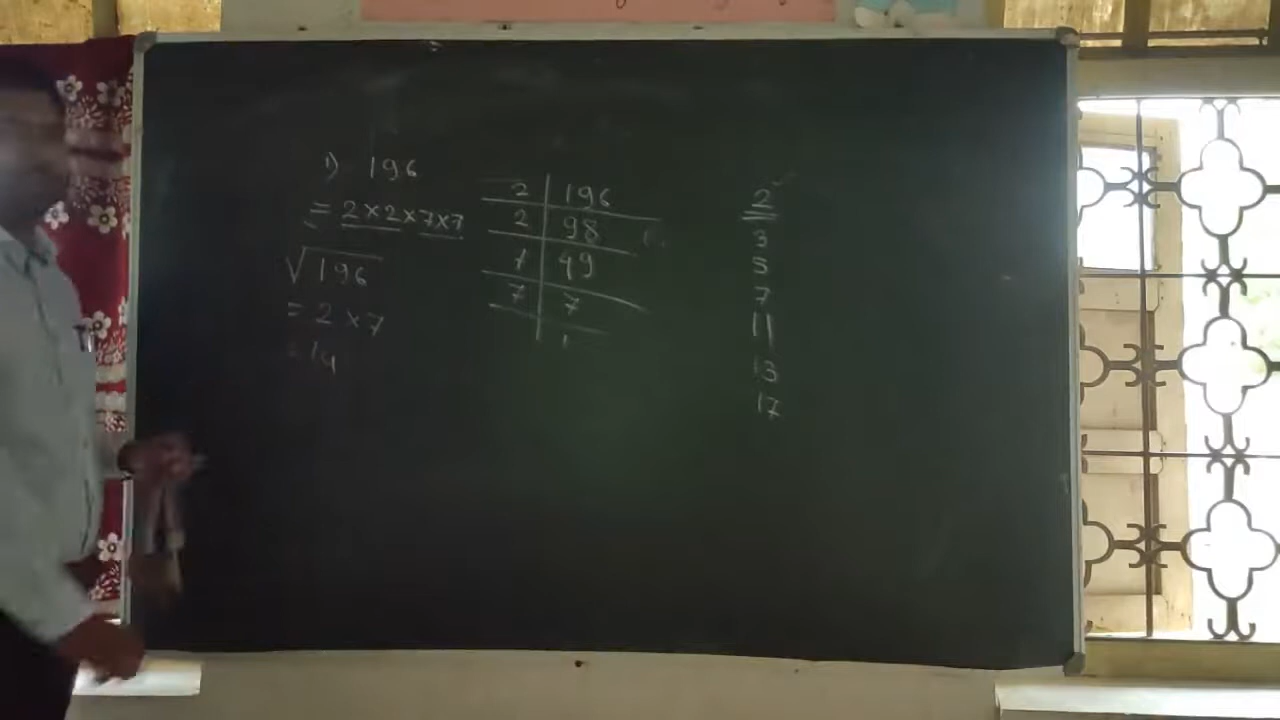 1) 196
= 2 × 2 × 7 × 7
√196
= 2 × 7
= 14
2 | 196
2 | 98
7 | 49
7 | 7
1
2
3
5
7
11
13
17